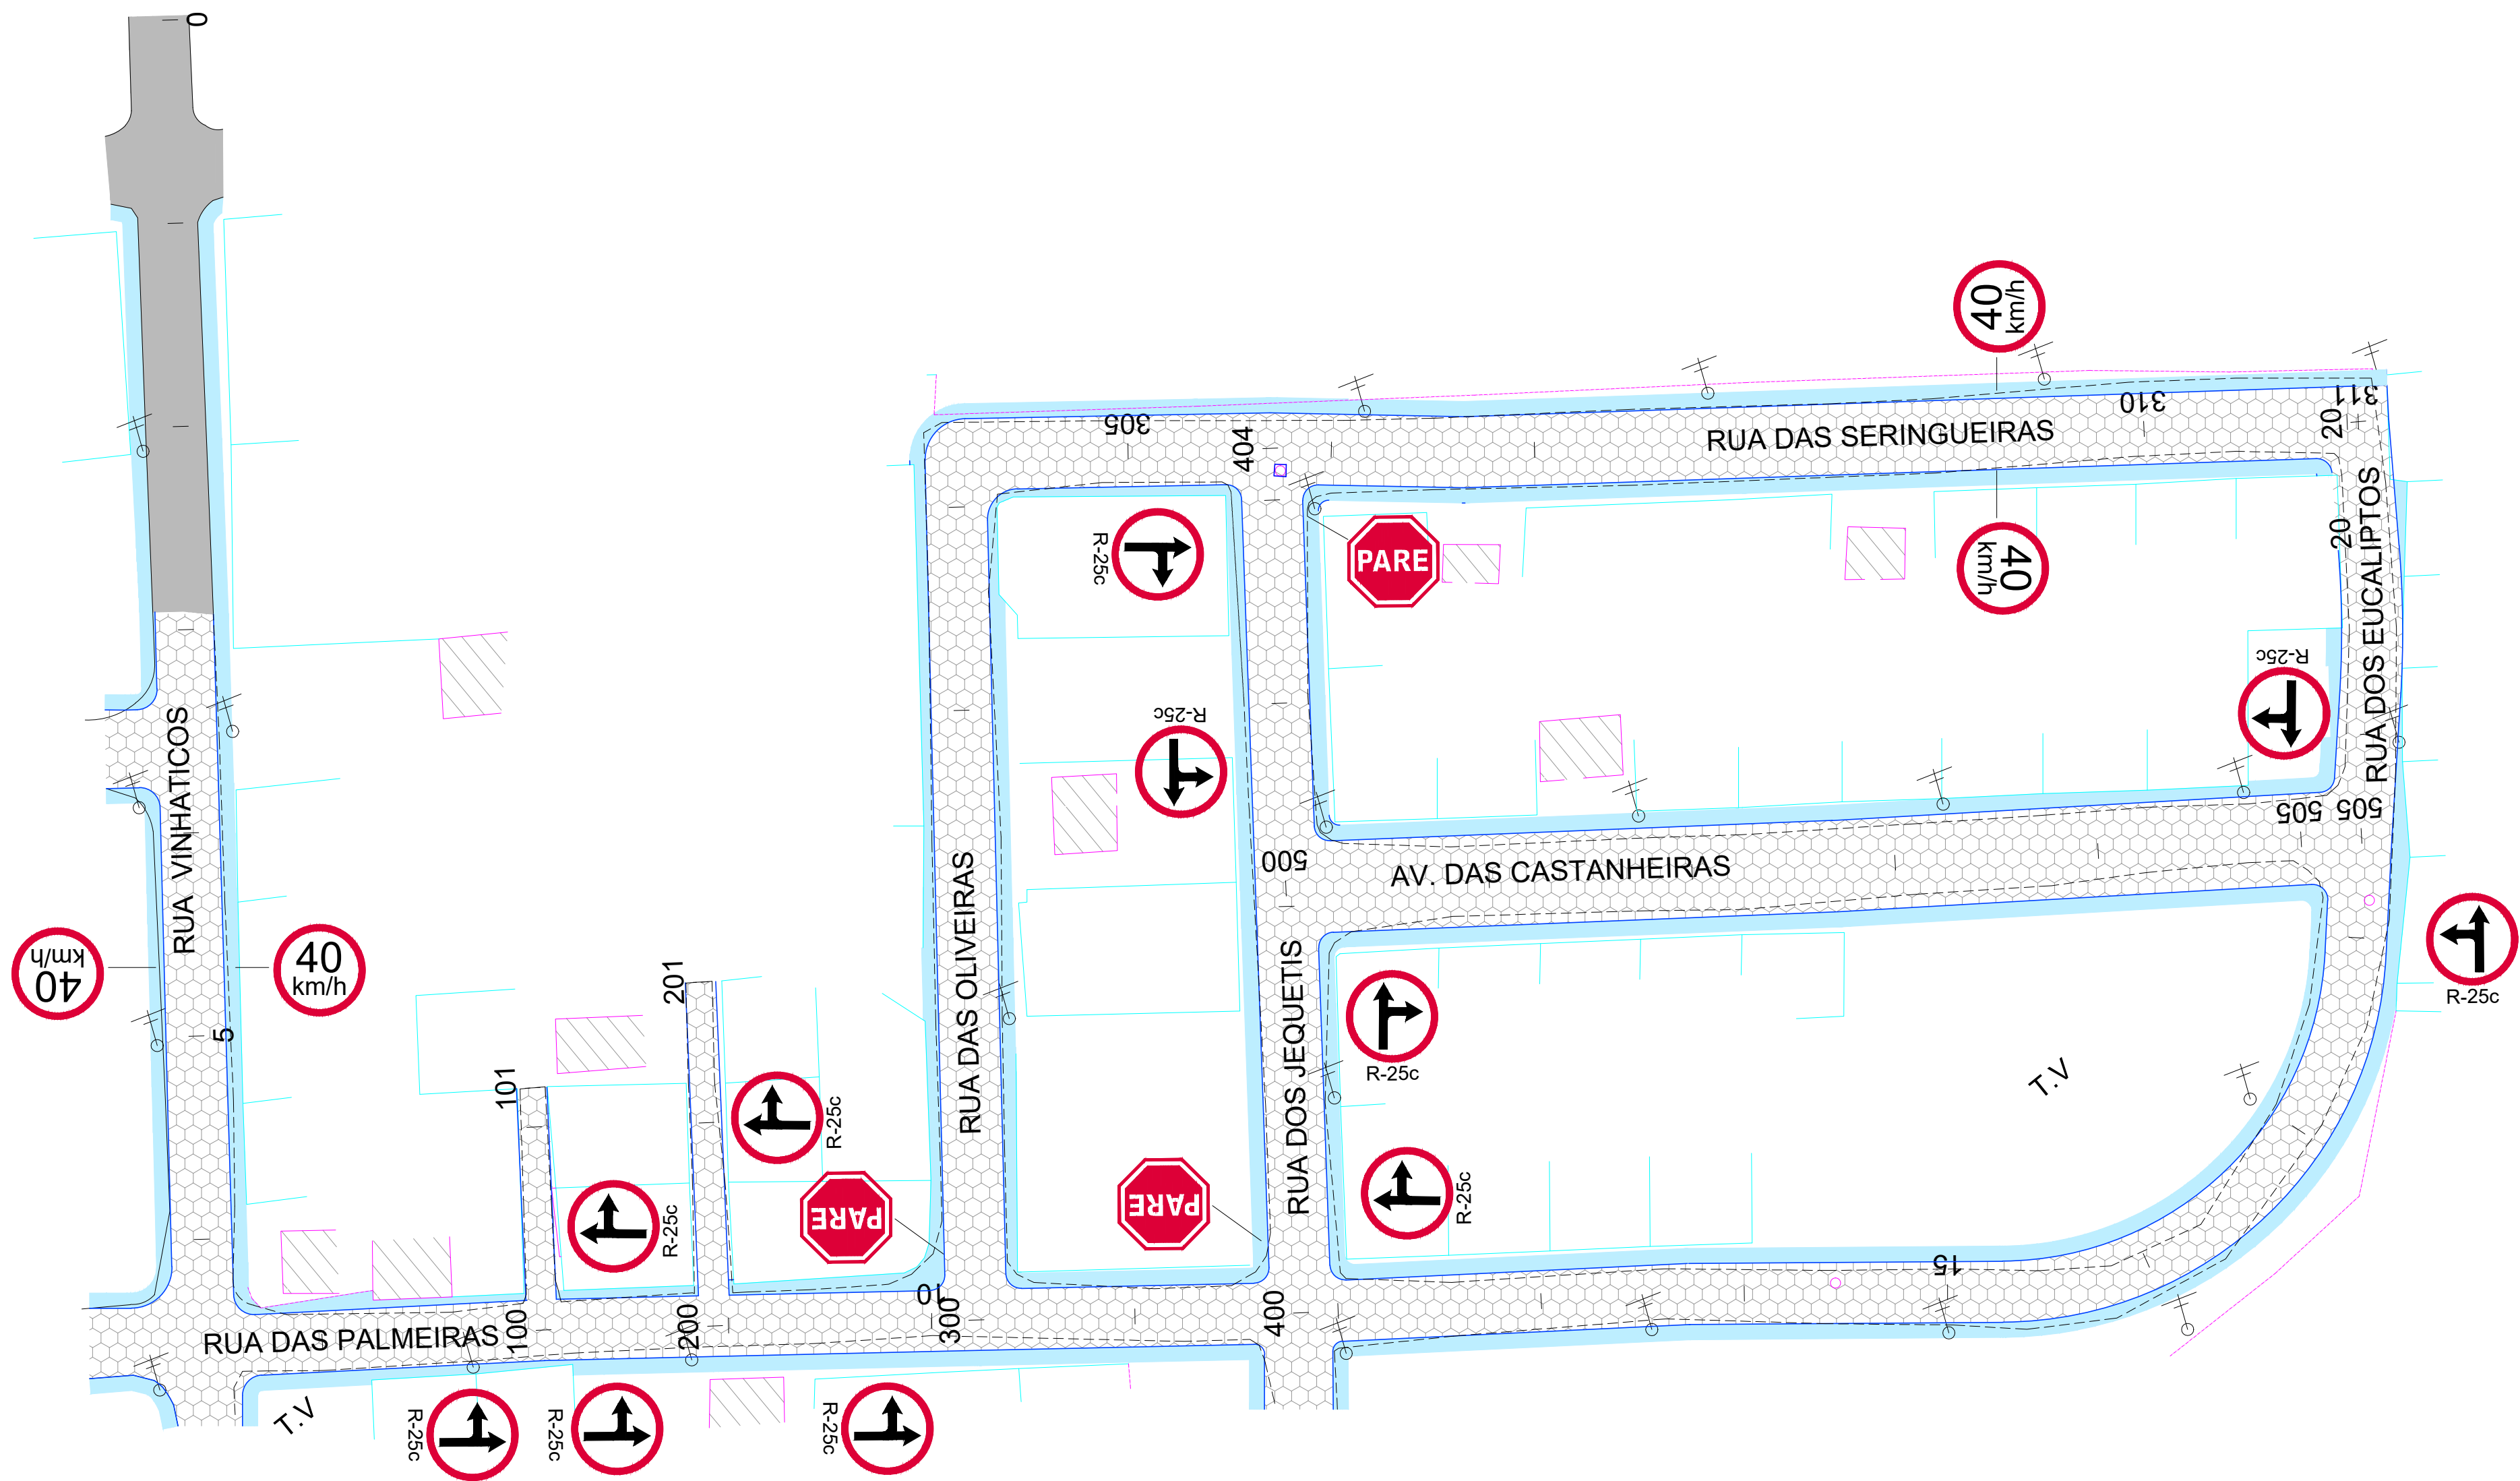 0
40
km/h
305
404
310
311
20
RUA DAS SERINGUEIRAS
R-25c
PARE
40
km/h
20
RUA DOS EUCALIPTOS
R-25c
R-25c
RUA VINHATICOS
500
AV. DAS CASTANHEIRAS
505
505
40
km/h
40
km/h
5
201
101
RUA DAS OLIVEIRAS
RUA DOS JEQUETIS
R-25c
R-25c
T.V
R-25c
PARE
R-25c
PARE
R-25c
15
10
300
400
RUA DAS PALMEIRAS
100
200
T.V
R-25c
R-25c
R-25c